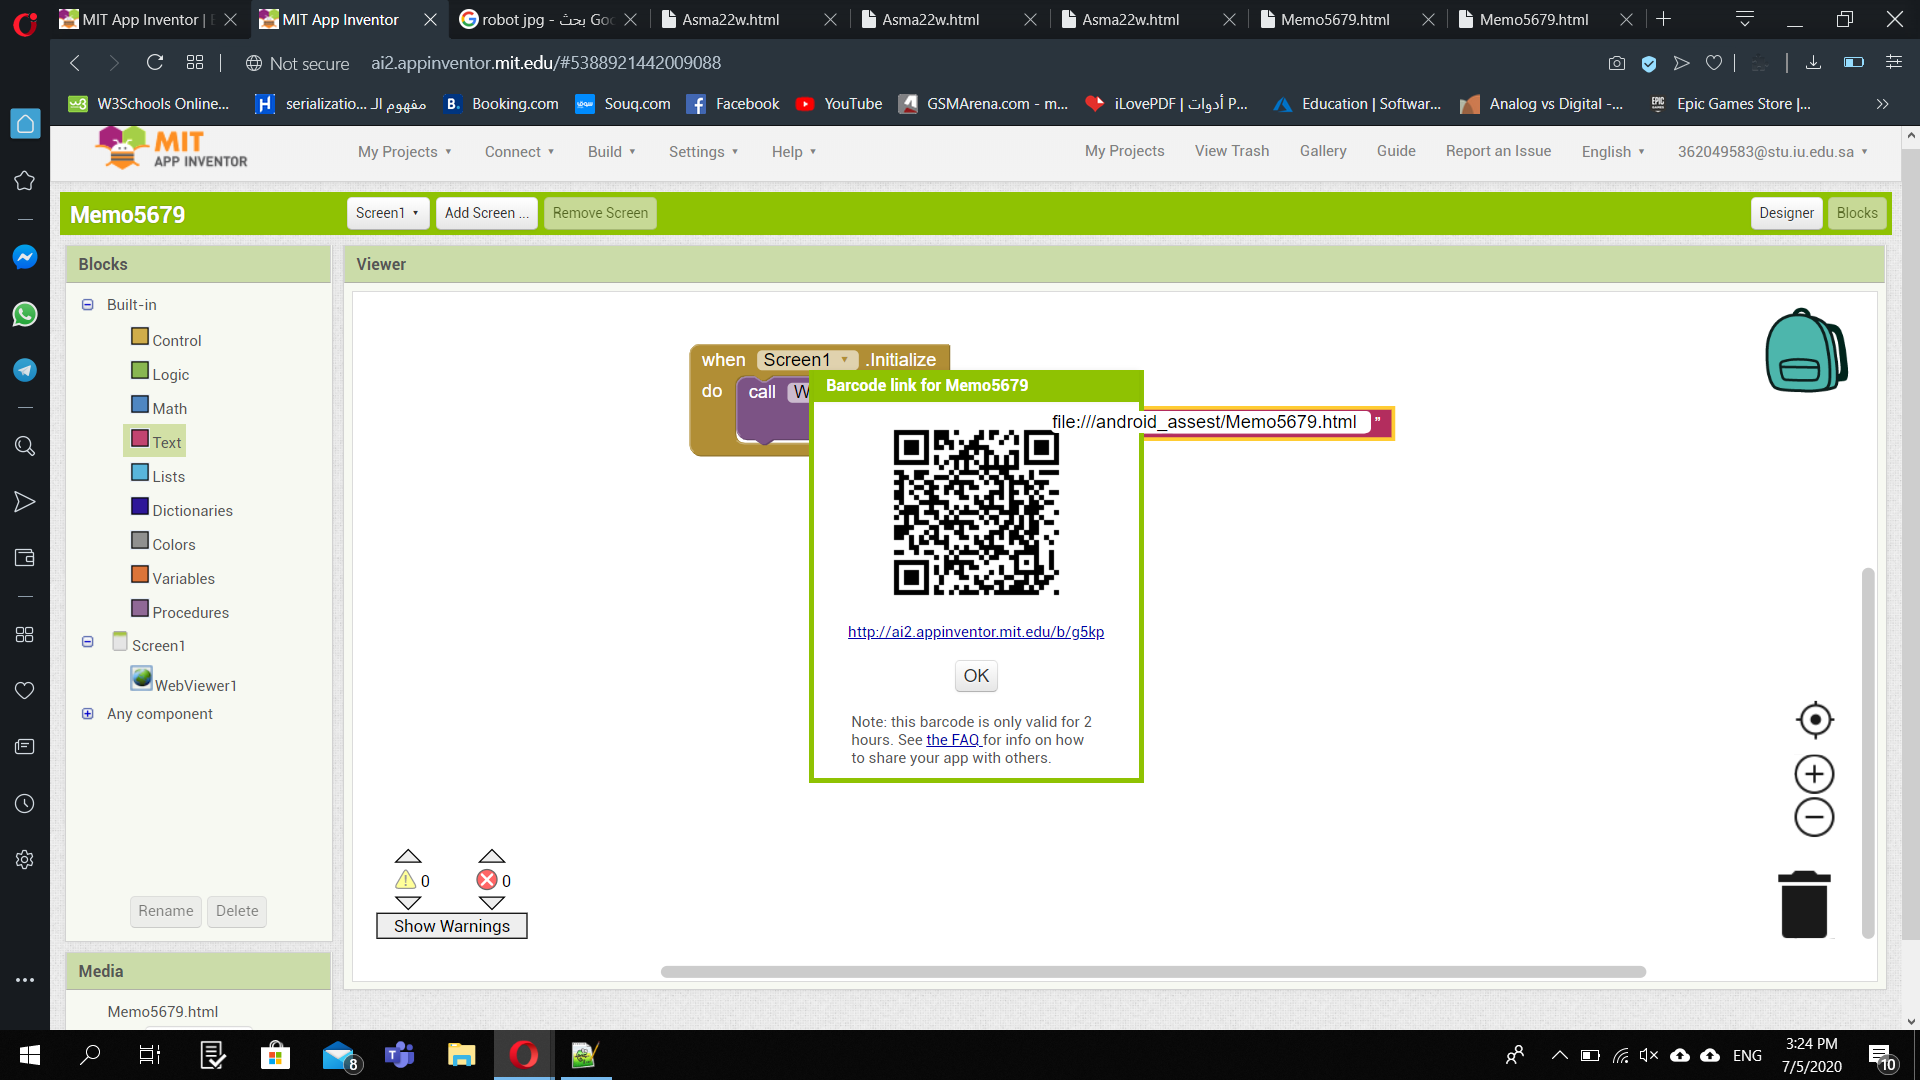 MIT App Inventor | B
MIT App Inventor
robot jpg - بحث Goo
Asma22w.html
Asma22w.html
Asma22w.html
Memo5679.html
Memo5679.html
Not secure
ai2.appinventor.mit.edu/#5388921442009088
W3Schools Online...
serializatio... مفهوم الـ
Booking.com
Souq.com
Facebook
YouTube
GSMArena.com - m...
iLovePDF | أدوات P...
Education | Softwar...
Analog vs Digital -...
Epic Games Store |...
MIT
APP INVENTOR
My Projects
Connect
Build
Settings
Help
My Projects
View Trash
Gallery
Guide
Report an Issue
English
362049583@stu.iu.edu.sa
Memo5679
Screen1
Add Screen ...
Remove Screen
Designer
Blocks
Blocks
Built-in
Control
Logic
Math
Text
Lists
Dictionaries
Colors
Variables
Procedures
Screen1
WebViewer1
Any component
Rename
Delete
Media
Memo5679.html
Viewer
when Screen1 .Initialize
do call W
file:///android_assest/Memo5679.html "
Barcode link for Memo5679
http://ai2.appinventor.mit.edu/b/g5kp
OK
Note: this barcode is only valid for 2
hours. See the FAQ for info on how
to share your app with others.
0
0
Show Warnings
8
ENG
3:24 PM
7/5/2020
10